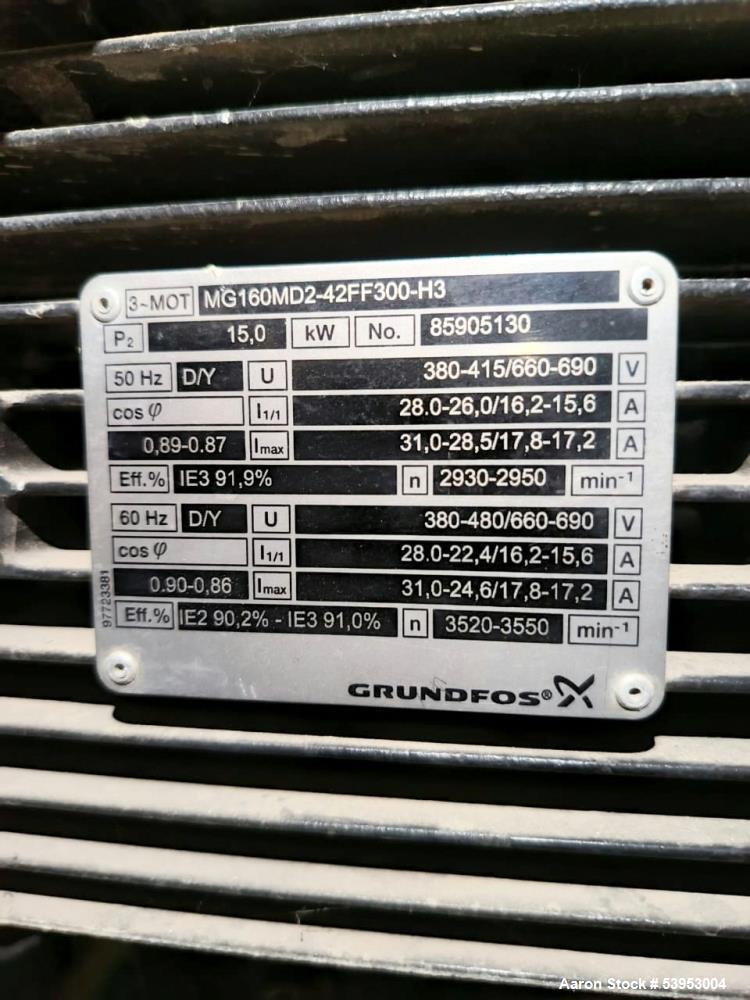 3~MOT MG160MD2-42FF300-H3
P2 15,0 kW No. 85905130
50 Hz D/Y U 380-415/660-690 V
cos φ I1/1 28.0-26,0/16,2-15,6 A
0,89-0.87 Imax 31,0-28,5/17,8-17,2 A
Eff.% IE3 91,9% n 2930-2950 min-1
60 Hz D/Y U 380-480/660-690 V
cos φ I1/1 28.0-22,4/16,2-15,6 A
0.90-0,86 Imax 31,0-24,6/17,8-17,2 A
Eff.% IE2 90,2% - IE3 91,0% n 3520-3550 min-1
97723381
GRUNDFOS®
Aaron Stock # 53953004